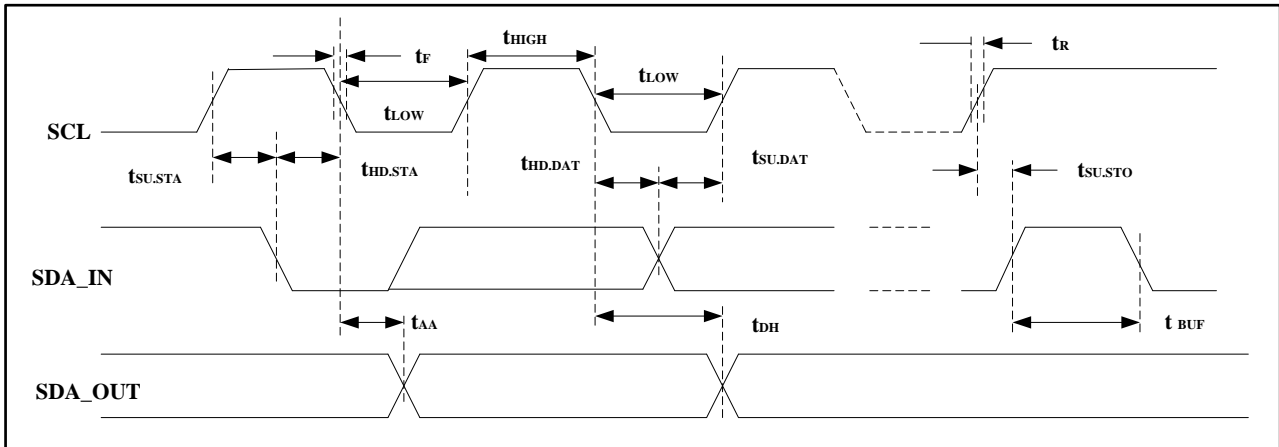 tF
tHIGH
tR
tLOW
tLOW
SCL
tSU.STA
tHD.STA
tHD.DAT
tSU.DAT
tSU.STO
SDA_IN
tAA
tDH
t BUF
SDA_OUT